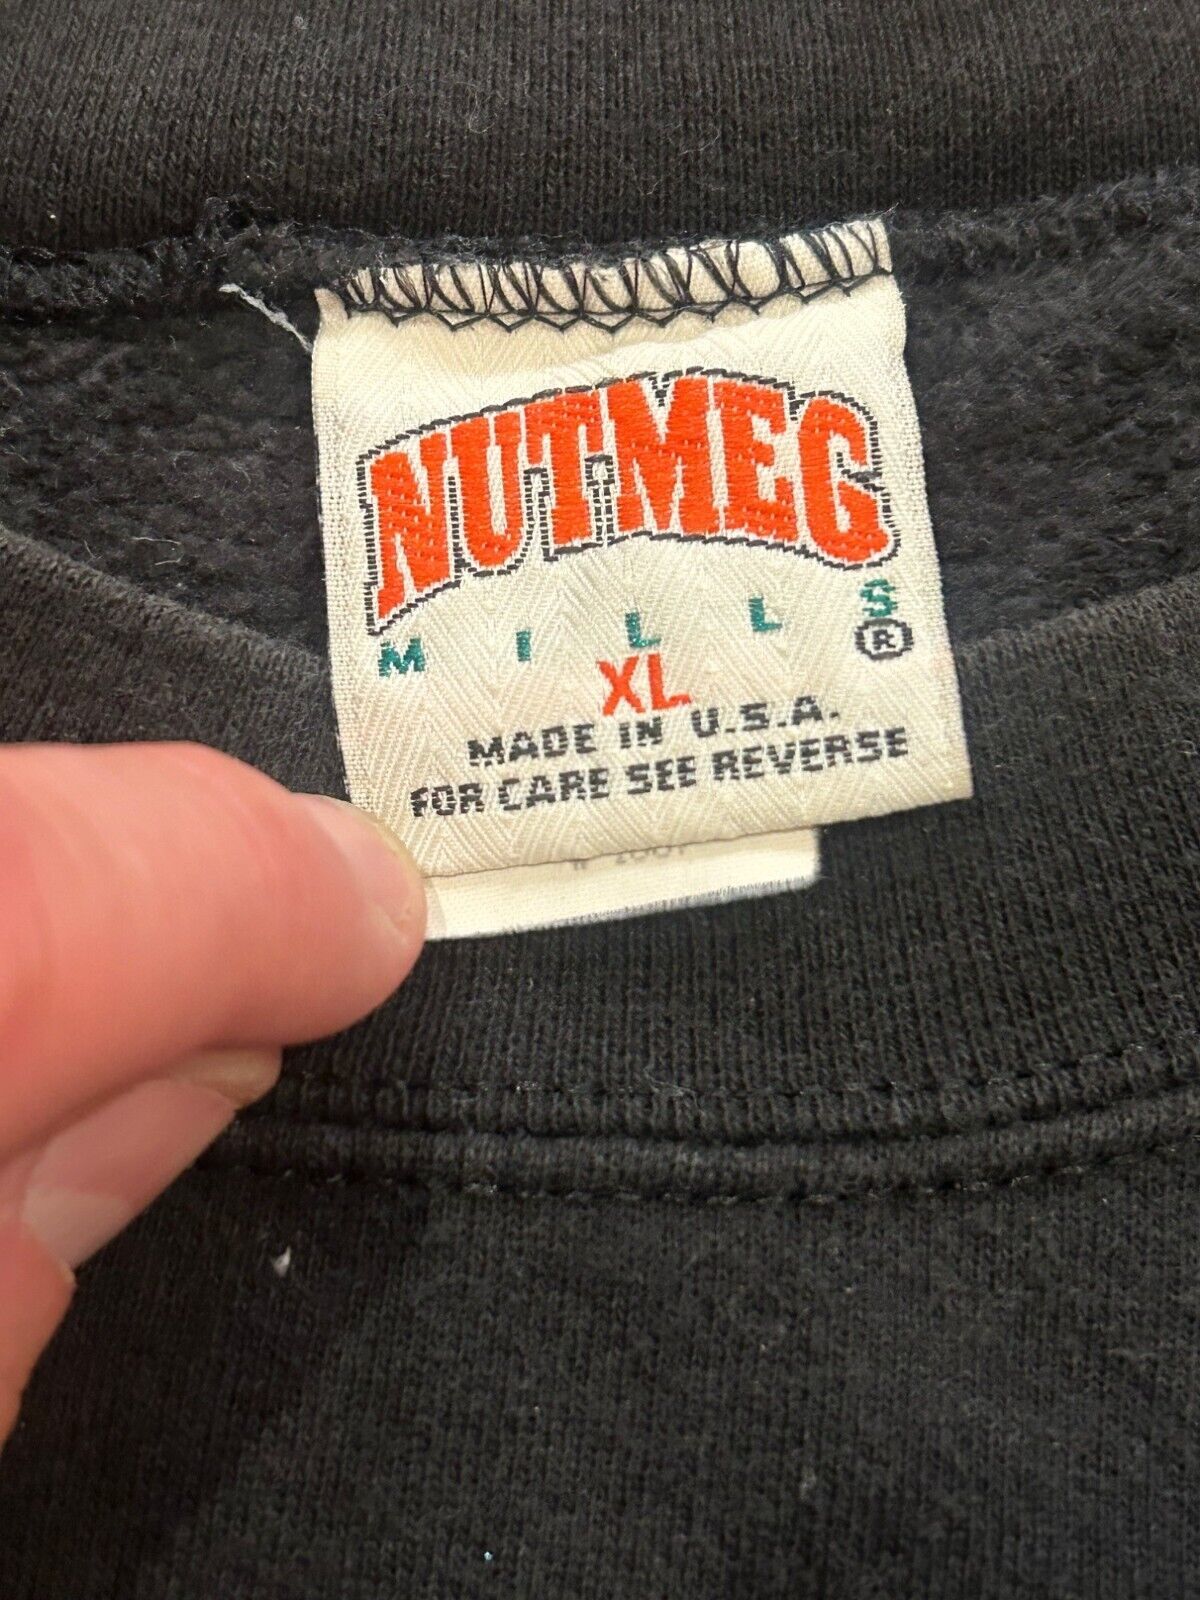 NUTMEG
MILLS
®
XL
MADE IN U.S.A.
FOR CARE SEE REVERSE